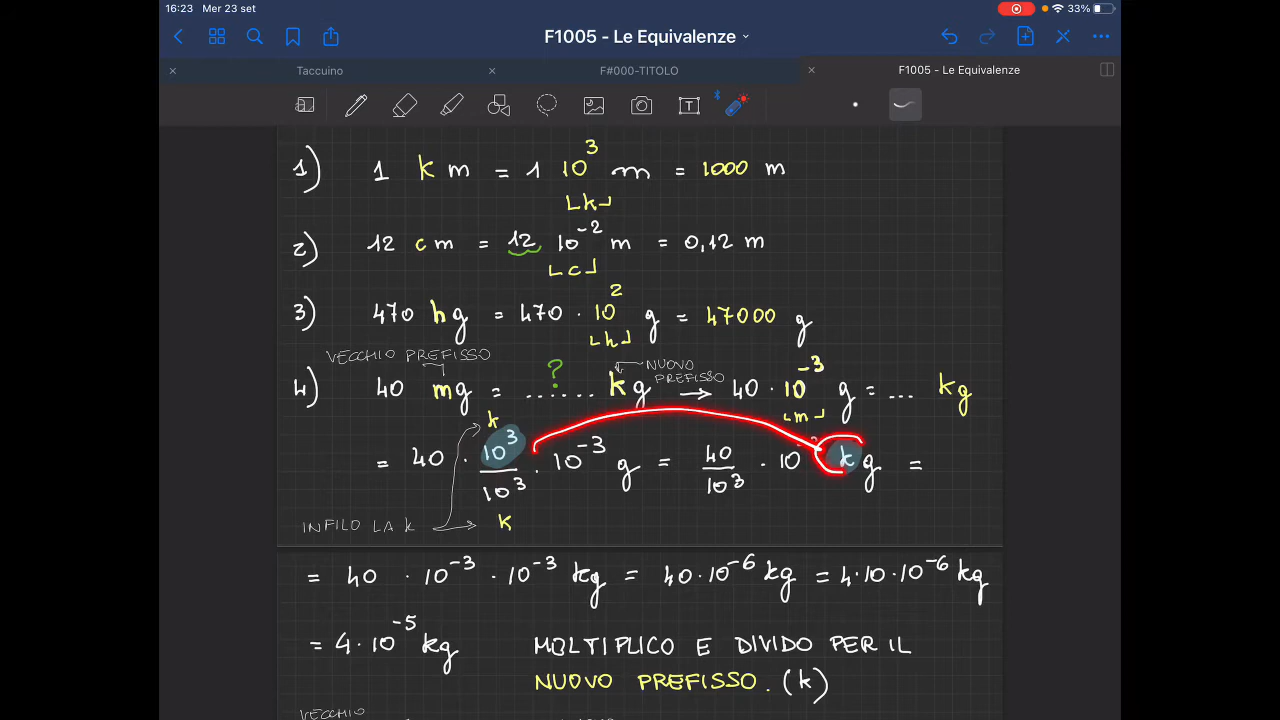 16:23 Mer 23 set 33%
F1005 - Le Equivalenze
Taccuino F#000-TITOLO F1005 - Le Equivalenze
T
1) 1 km = 1 10³ m = 1000 m
⌊k⌋
2) 12 cm = 12 10⁻² m = 0,12 m
⌊c⌋
3) 470 hg = 470 · 10² g = 47000 g
⌊h⌋
VECCHIO PREFISSO ? ← NUOVO PREFISSO
4) 40 mg = ........ kg → 40 · 10⁻³ g = ... kg
k ⌊m⌋
= 40 · 10³/10³ · 10⁻³ g = 40/10³ · 10⁻³ kg =
INFILO LA k → k
= 40 · 10⁻³ · 10⁻³ kg = 40 · 10⁻⁶ kg = 4 · 10 · 10⁻⁶ kg
= 4 · 10⁻⁵ kg MOLTIPLICO E DIVIDO PER IL
NUOVO PREFISSO. (k)
VECCHIO